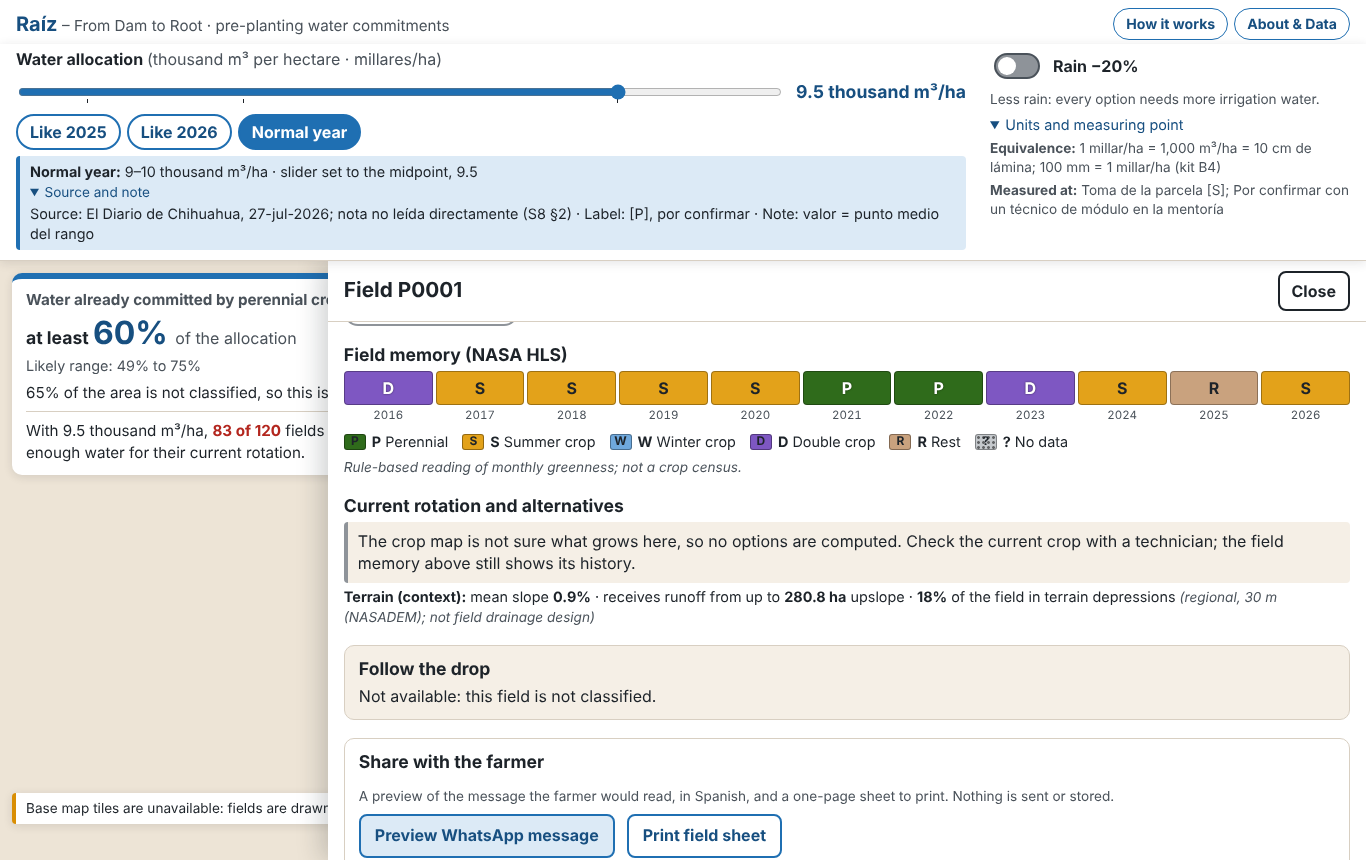 Raíz – From Dam to Root · pre-planting water commitments
How it works
About & Data
Water allocation (thousand m³ per hectare · millares/ha)
9.5 thousand m³/ha
Like 2025
Like 2026
Normal year
Normal year: 9–10 thousand m³/ha · slider set to the midpoint, 9.5
▼ Source and note
Source: El Diario de Chihuahua, 27-jul-2026; nota no leída directamente (S8 §2) · Label: [P], por confirmar · Note: valor = punto medio
del rango
Rain −20%
Less rain: every option needs more irrigation water.
▼ Units and measuring point
Equivalence: 1 millar/ha = 1,000 m³/ha = 10 cm de
lámina; 100 mm = 1 millar/ha (kit B4)
Measured at: Toma de la parcela [S]; Por confirmar con
un técnico de módulo en la mentoría
Water already committed by perennial
at least 60% of the allocation
Likely range: 49% to 75%
65% of the area is not classified, so this is
With 9.5 thousand m³/ha, 83 of 120 fields
enough water for their current rotation.
Base map tiles are unavailable: fields are drawn
Field P0001
Close
Field memory (NASA HLS)
D S S S S P P D S R S
2016 2017 2018 2019 2020 2021 2022 2023 2024 2025 2026
P P Perennial S S Summer crop W W Winter crop D D Double crop R R Rest ? ? No data
Rule-based reading of monthly greenness; not a crop census.
Current rotation and alternatives
The crop map is not sure what grows here, so no options are computed. Check the current crop with a technician; the field
memory above still shows its history.
Terrain (context): mean slope 0.9% · receives runoff from up to 280.8 ha upslope · 18% of the field in terrain depressions (regional, 30 m
(NASADEM); not field drainage design)
Follow the drop
Not available: this field is not classified.
Share with the farmer
A preview of the message the farmer would read, in Spanish, and a one-page sheet to print. Nothing is sent or stored.
Preview WhatsApp message
Print field sheet